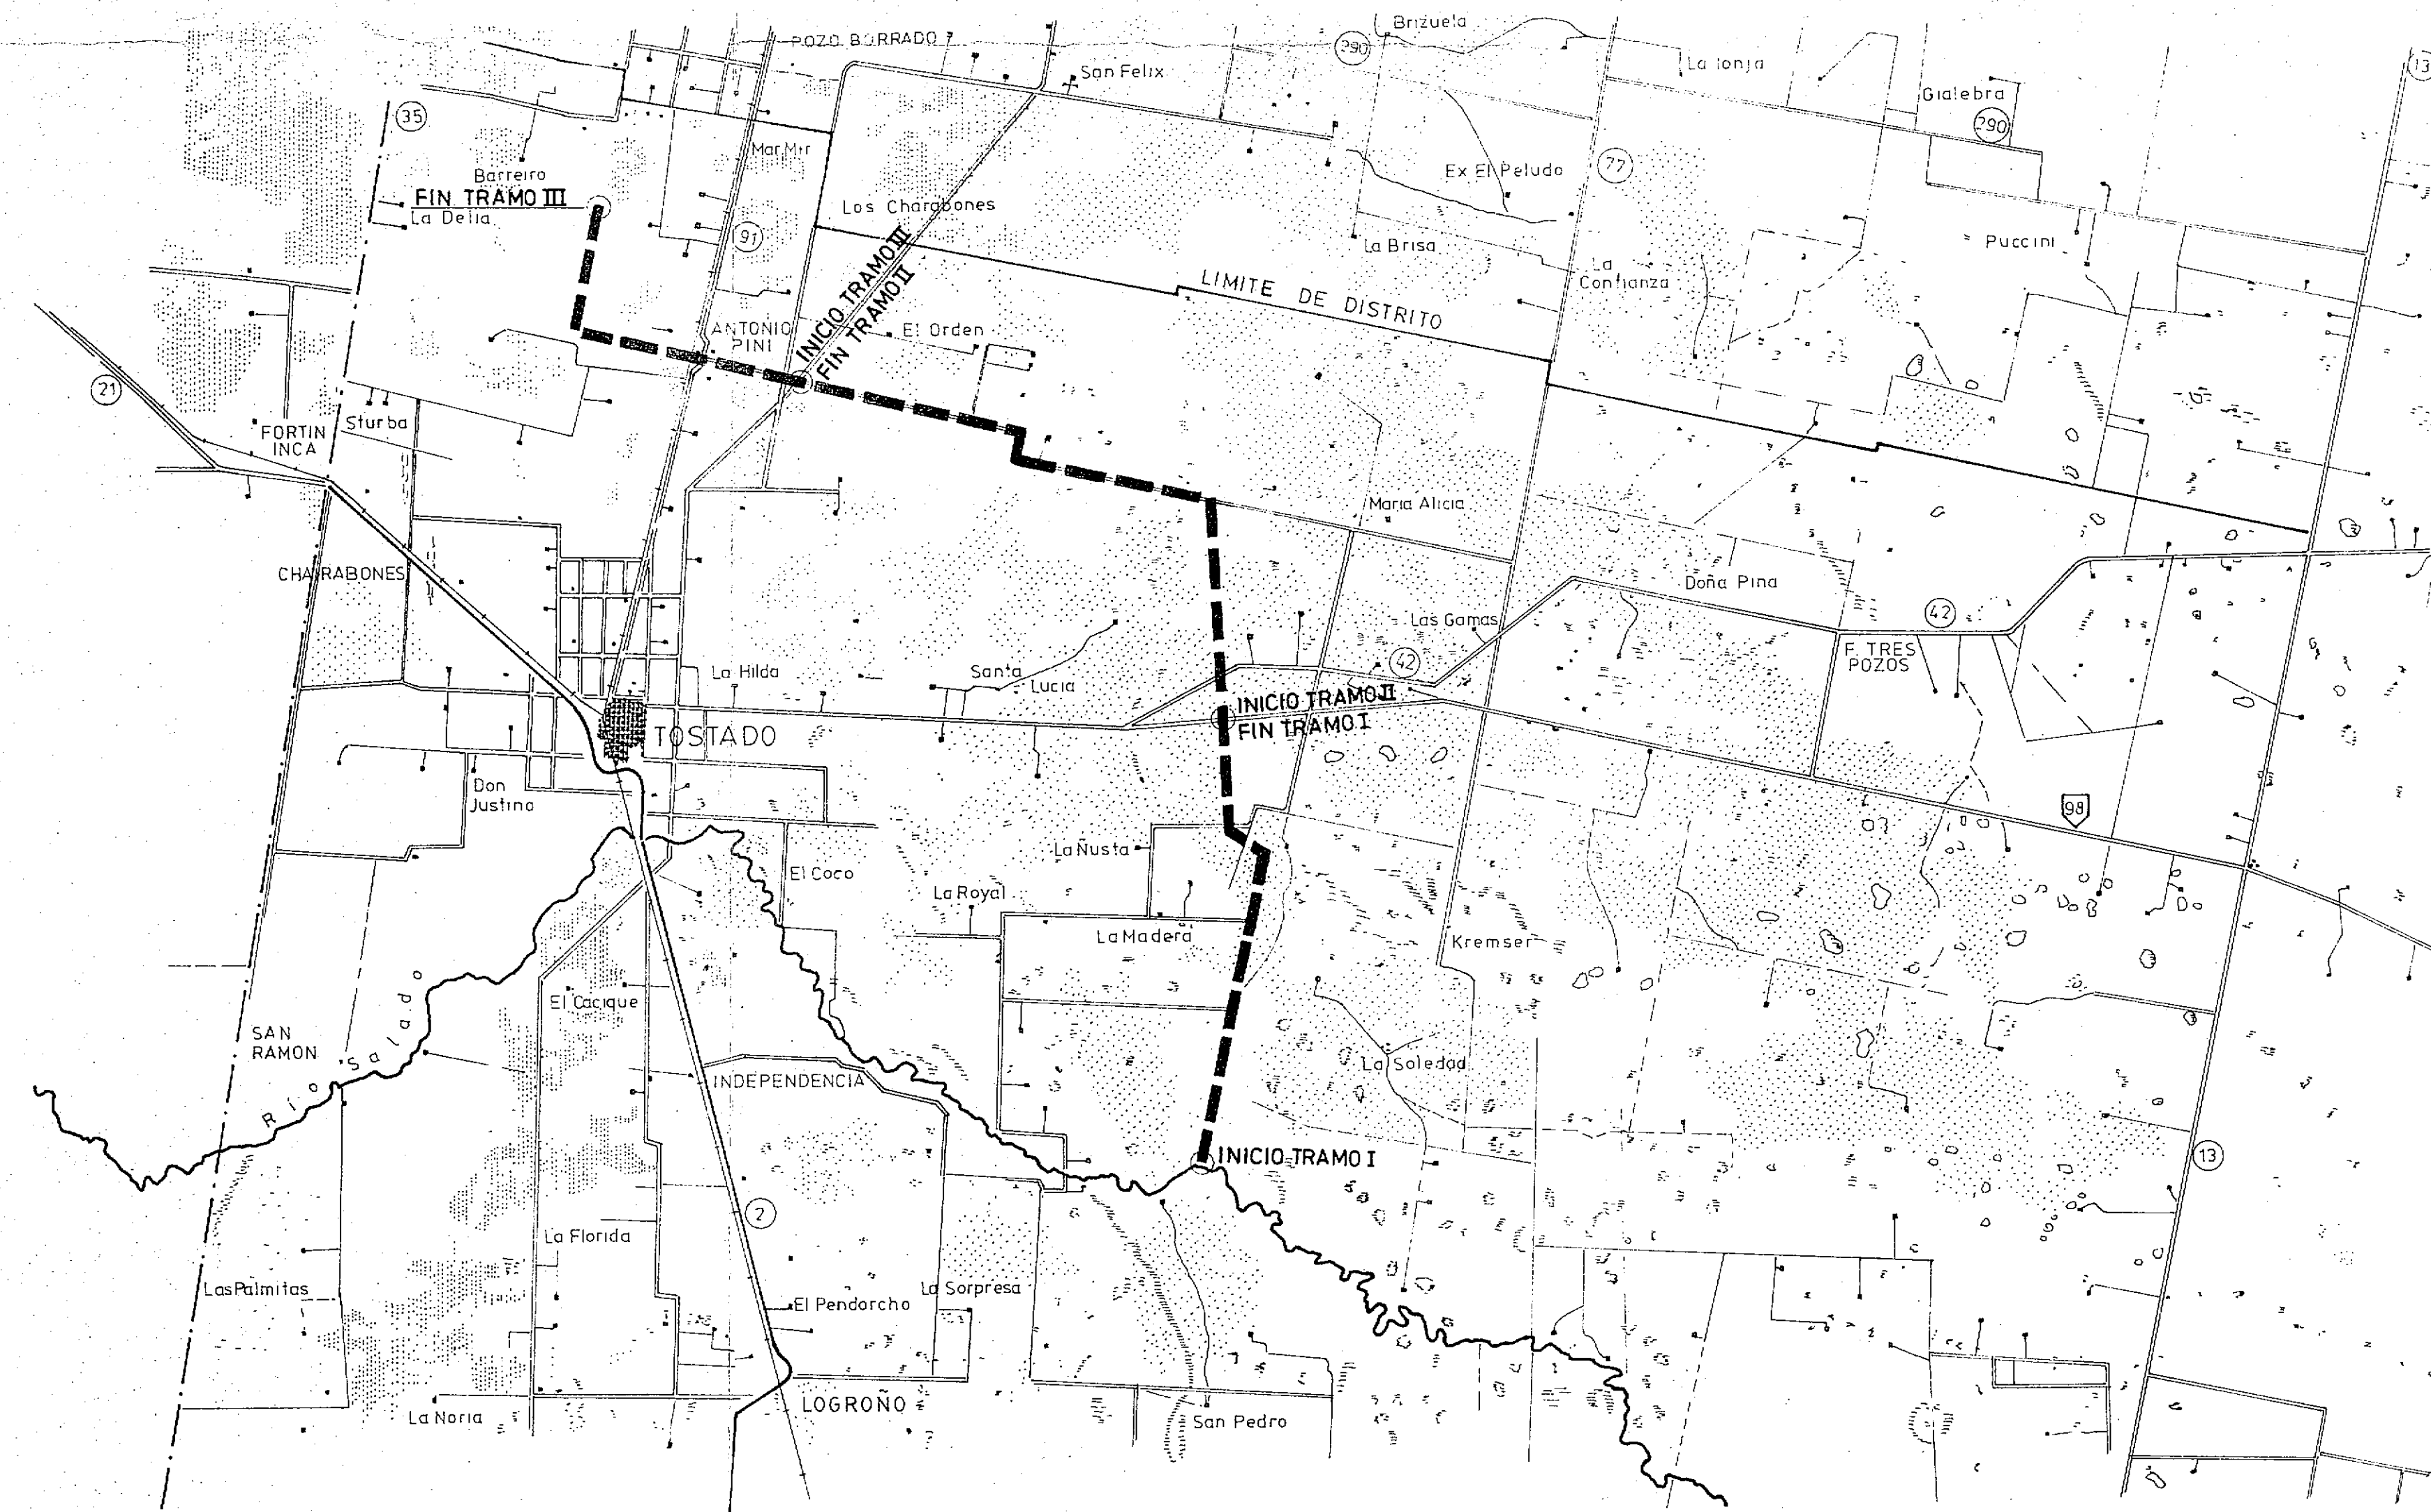 Brizuela
POZO BORRADO
290
La lonja
13
San Felix
Gialebra
35
290
Mar Mtr
77
Ex El Peludo
Barreiro
FIN TRAMO III
La Delia
Los Charabones
91
La Brisa
Puccini
La
Confianza
INICIO TRAMO III
FIN TRAMO II
LIMITE DE DISTRITO
ANTONIO
PINI
El Orden
21
Sturba
FORTIN
INCA
Maria Alicia
CHARABONES
Doña Pina
Las Gamas
42
F. TRES
POZOS
42
La Hilda
Santa
Lucia
INICIO TRAMO II
FIN TRAMO I
TOSTADO
Don
Justino
98
La Ñusta
El Coco
La Royal
La Madera
Kremser
El Cacique
SAN
RAMON
Río Salado
La Soledad
INDEPENDENCIA
INICIO TRAMO I
13
2
La Florida
Las Palmitas
La Sorpresa
El Pendorcho
LOGROÑO
La Noria
San Pedro